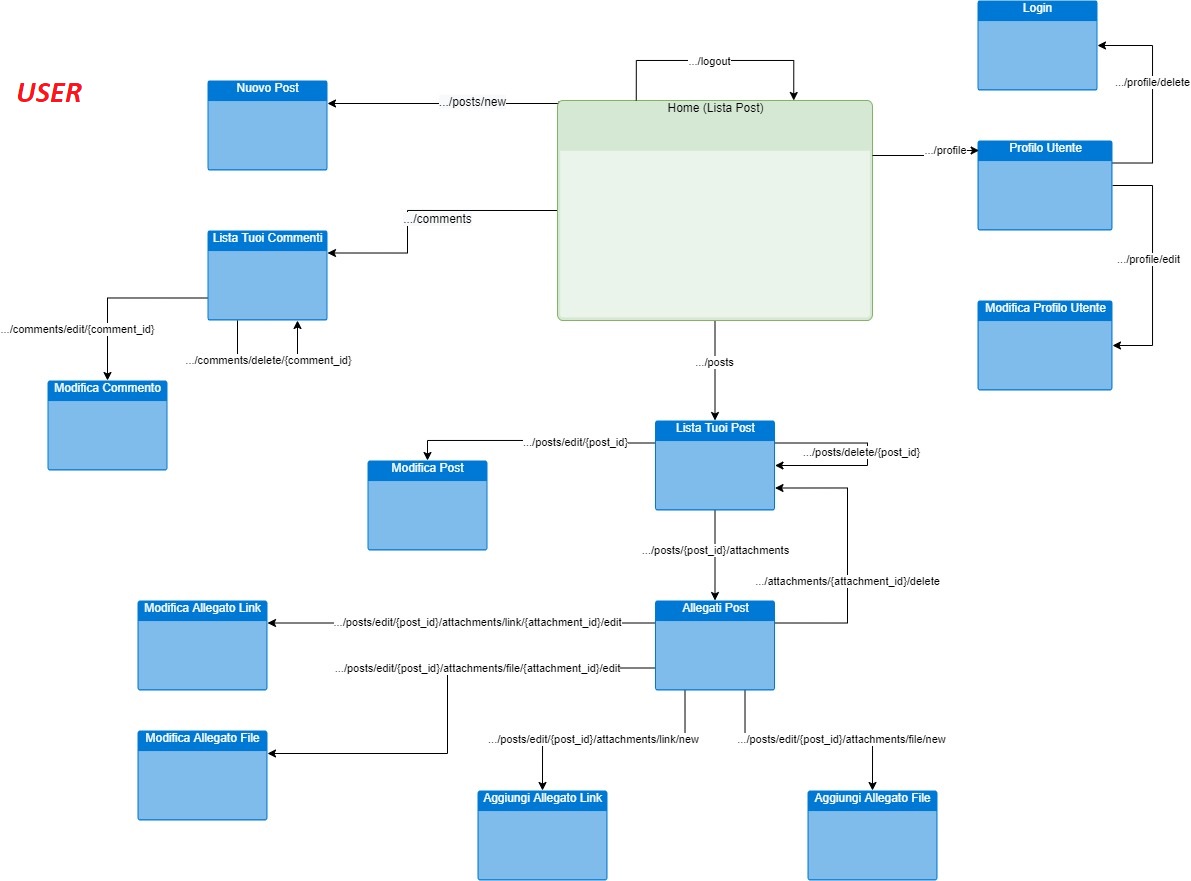 Login
.../logout
USER
.../profile/delete
Nuovo Post
.../posts/new
Home (Lista Post)
.../profile
Profilo Utente
.../comments
Lista Tuoi Commenti
.../profile/edit
Modifica Profilo Utente
.../comments/edit/{comment_id}
.../comments/delete/{comment_id}
.../posts
Modifica Commento
Lista Tuoi Post
.../posts/edit/{post_id}
.../posts/delete/{post_id}
Modifica Post
.../posts/{post_id}/attachments
.../attachments/{attachment_id}/delete
Modifica Allegato Link
Allegati Post
.../posts/edit/{post_id}/attachments/link/{attachment_id}/edit
.../posts/edit/{post_id}/attachments/file/{attachment_id}/edit
Modifica Allegato File
.../posts/edit/{post_id}/attachments/link/new
.../posts/edit/{post_id}/attachments/file/new
Aggiungi Allegato Link
Aggiungi Allegato File